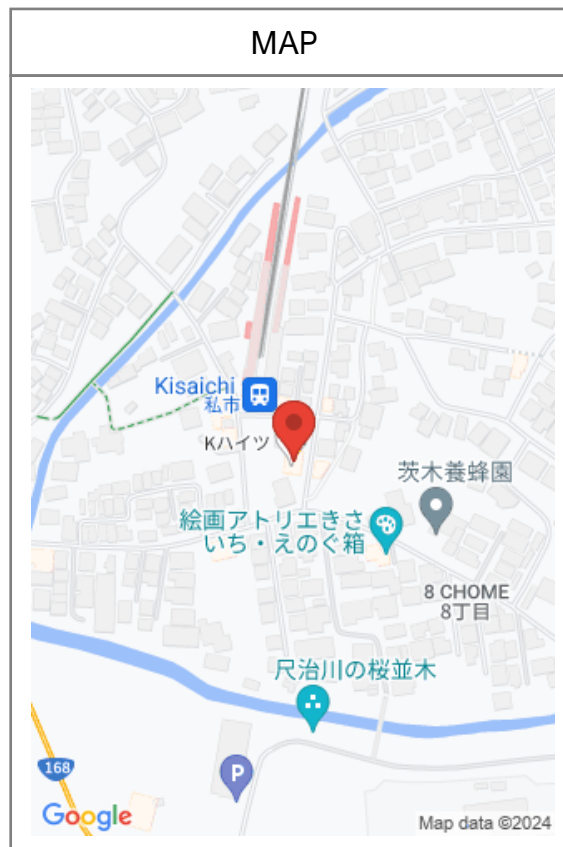 MAP
Kisaichi
私市
Kハイツ
茨木養蜂園
絵画アトリエきさ
いち・えのぐ箱
8 CHOME
8丁目
尺治川の桜並木
168
P
Google
Map data ©2024